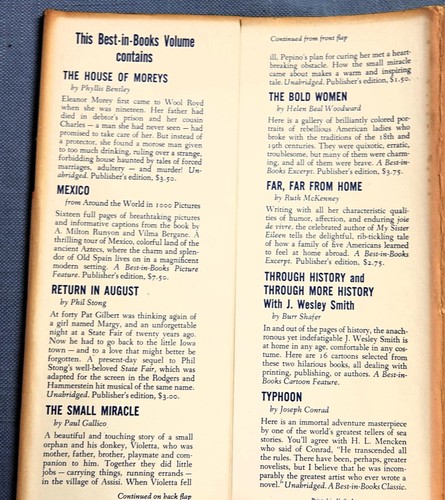 This Best-in-Books Volume
contains
THE HOUSE OF MOREYS
by Phyllis Bentley
Eleanor Morey first came to Wool Royd
when she was nineteen. Her father had
died in debtor's prison and her cousin
Charles — a man she had never seen — had
promised to take care of her. But instead of
a protector, she found a morose man given
to too much drinking, ruling over a strange,
forbidding house haunted by tales of forced
marriages, adultery — and murder! Un-
abridged. Publisher's edition, $3.50.
MEXICO
from Around the World in 1000 Pictures
Sixteen full pages of breathtaking pictures
and informative captions from the book by
A. Milton Runyon and Vilma Bergane. A
thrilling tour of Mexico, colorful land of the
ancient Aztecs, where the charm and splen-
dor of Old Spain lives on in a magnificent
modern setting. A Best-in-Books Picture
Feature. Publisher's edition, $7.50.
RETURN IN AUGUST
by Phil Stong
At forty Pat Gilbert was thinking again of
a girl named Margy, and an unforgettable
night at a State Fair of twenty years ago.
Now he had to go back to the little Iowa
town — and to a love that might better be
forgotten. A present-day sequel to Phil
Stong's well-beloved State Fair, which was
adapted for the screen in the Rodgers and
Hammerstein hit musical of the same name.
Unabridged. Publisher's edition, $3.00.
THE SMALL MIRACLE
by Paul Gallico
A beautiful and touching story of a small
orphan and his donkey, Violetta, who was
mother, father, brother, playmate and com-
panion to him. Together they did little
jobs — carrying things, running errands —
in the village of Assisi. When Violetta fell
Continued on back flap
Continued from front flap
ill, Pepino's plan for curing her met a heart-
breaking obstacle. How the small miracle
came about makes a warm and inspiring
tale. Unabridged. Publisher's edition, $1.50.
THE BOLD WOMEN
by Helen Beal Woodward
Here is a gallery of brilliantly colored por-
traits of rebellious American ladies who
broke with the traditions of the 18th and
19th centuries. They were quixotic, erratic,
troublesome, but many of them were charm-
ing, and all of them were brave. A Best-in-
Books Excerpt. Publisher's edition, $3.75.
FAR, FAR FROM HOME
by Ruth McKenney
Writing with all her characteristic quali-
ties of humor, affection, and enduring joie
de vivre, the celebrated author of My Sister
Eileen tells the delightful, rib-tickling tale
of how a family of five Americans learned
to feel at home abroad. A Best-in-Books
Excerpt. Publisher's edition, $2.75.
THROUGH HISTORY and
THROUGH MORE HISTORY
With J. Wesley Smith
by Burr Shafer
In and out of the pages of history, the anach-
ronous yet indefatigable J. Wesley Smith is
at home in any age, comfortable in any cos-
tume. Here are 16 cartoons selected from
these two hilarious books, all dealing with
printing, publishing, or authors. A Best-in-
Books Cartoon Feature.
TYPHOON
by Joseph Conrad
Here is an immortal adventure masterpiece
by one of the world's greatest tellers of sea
stories. You'll agree with H. L. Mencken
who said of Conrad, "He transcended all
the rules. There have been, perhaps, greater
novelists, but I believe that he was incom-
parably the greatest artist who ever wrote a
novel." Unabridged. A Best-in-Books Classic.